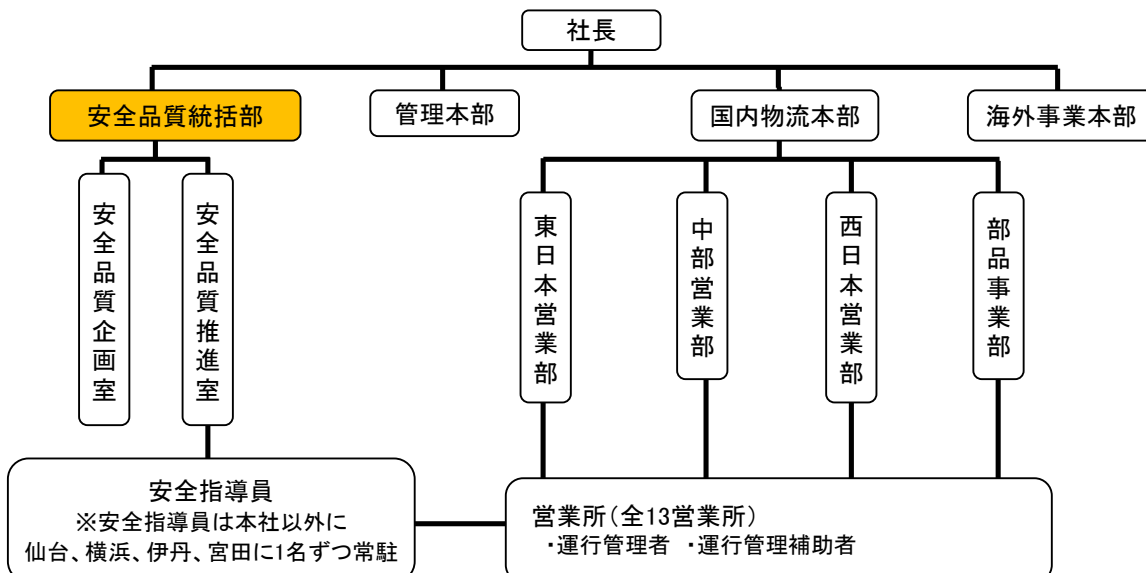 社長
安全品質統括部
管理本部
国内物流本部
海外事業本部
安全品質企画室
安全品質推進室
東日本営業部
中部営業部
西日本営業部
部品事業部
安全指導員
※安全指導員は本社以外に
仙台、横浜、伊丹、宮田に1名ずつ常駐
営業所(全13営業所)
・運行管理者 ・運行管理補助者